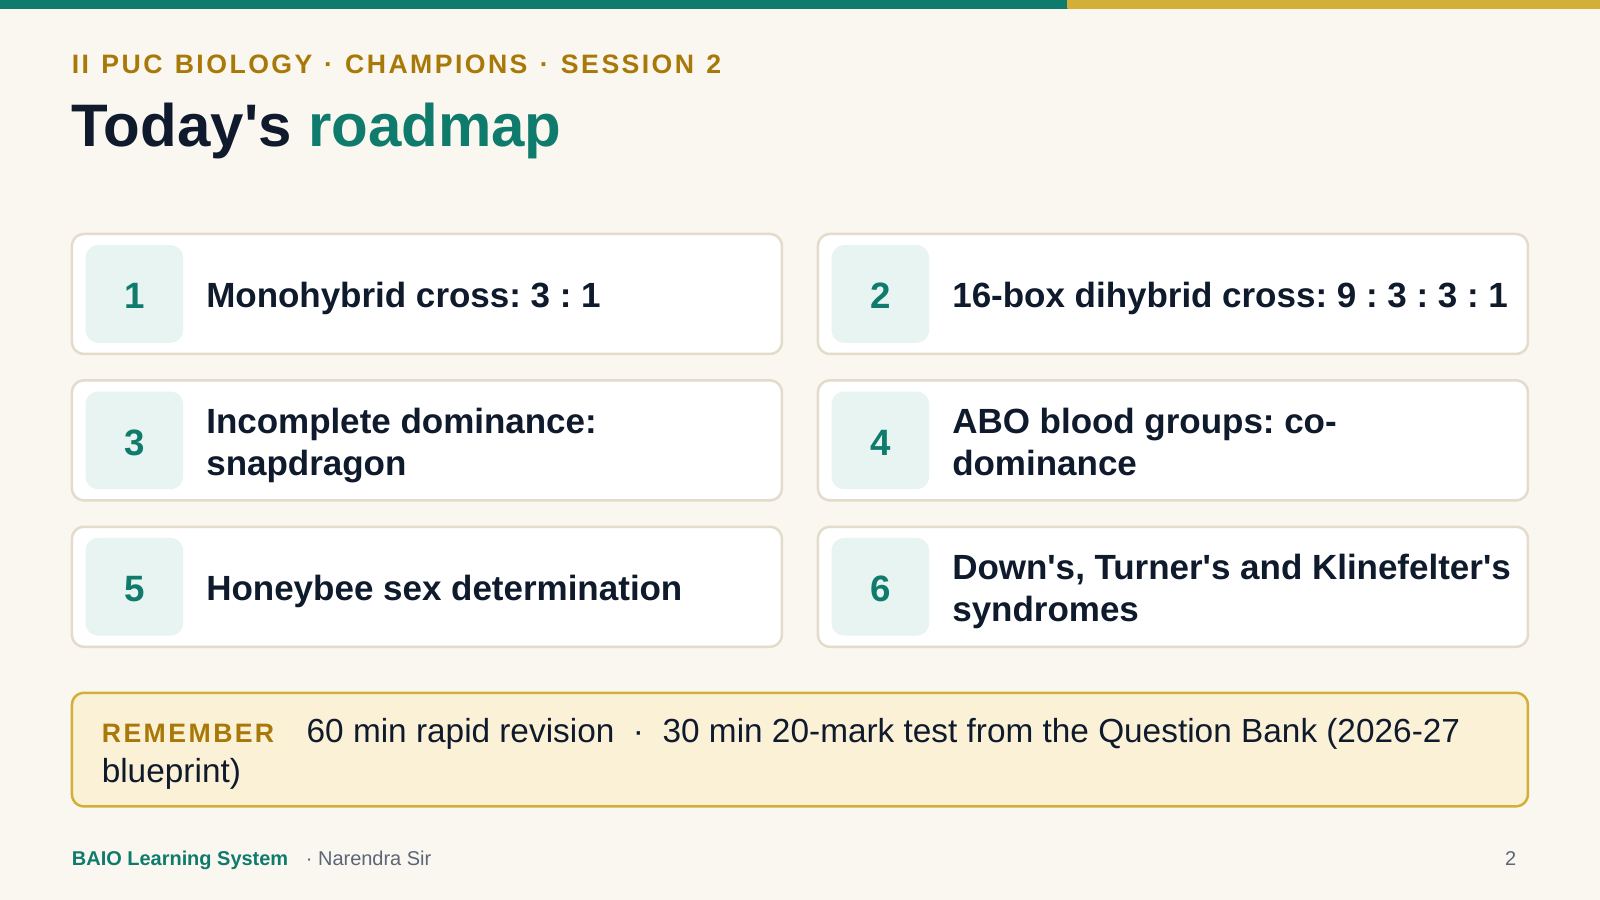 II PUC BIOLOGY · CHAMPIONS · SESSION 2
Today's roadmap
1
Monohybrid cross: 3 : 1
2
16-box dihybrid cross: 9 : 3 : 3 : 1
3
Incomplete dominance:
snapdragon
4
ABO blood groups: co-
dominance
5
Honeybee sex determination
6
Down's, Turner's and Klinefelter's
syndromes
REMEMBER 60 min rapid revision · 30 min 20-mark test from the Question Bank (2026-27
blueprint)
BAIO Learning System · Narendra Sir
2